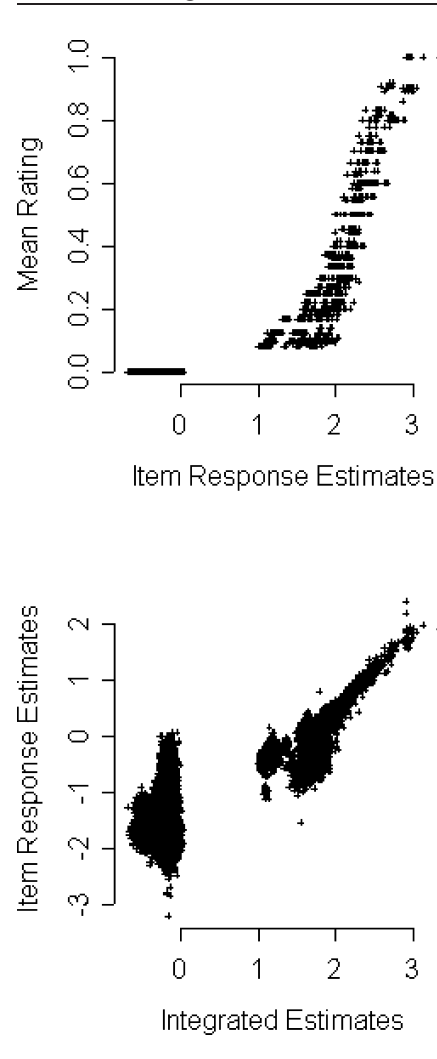 1.0
0.8
0.6
0.4
0.2
0.0
Mean Rating
0 1 2 3
Item Response Estimates
2
1
0
-1
-2
-3
Item Response Estimates
0 1 2 3
Integrated Estimates